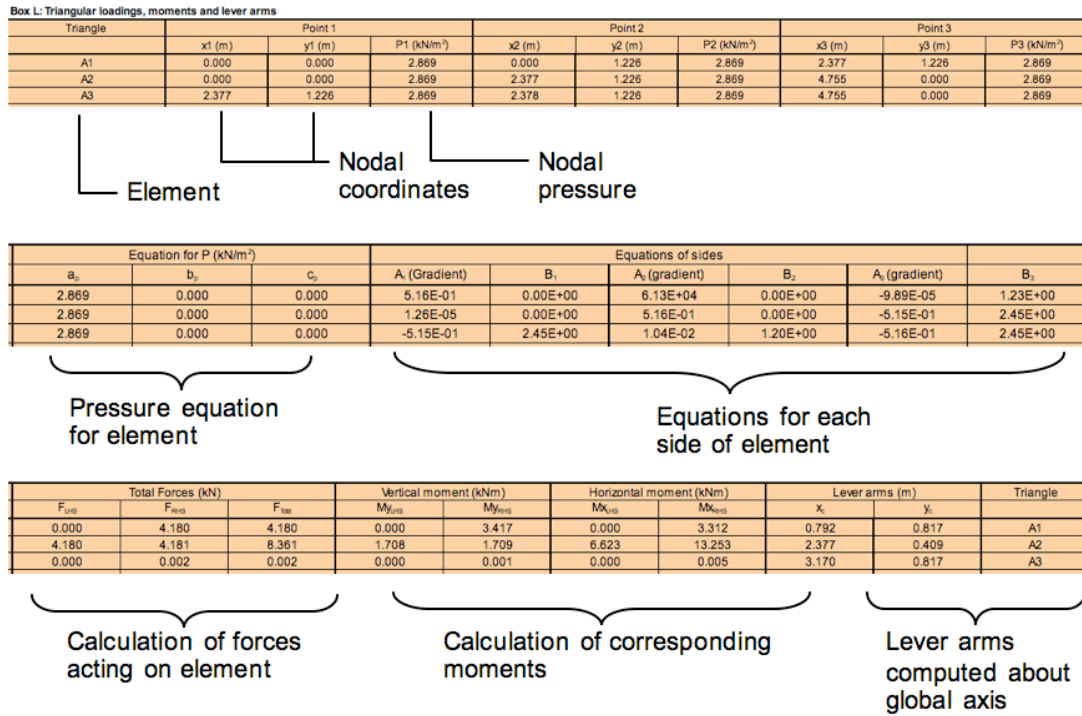 Box L: Triangular loadings, moments and lever arms
Triangle Point 1 Point 2 Point 3
x1 (m) y1 (m) P1 (kN/m²) x2 (m) y2 (m) P2 (kN/m²) x3 (m) y3 (m) P3 (kN/m²)
A1 0.000 0.000 2.869 0.000 1.226 2.869 2.377 1.226 2.869
A2 0.000 0.000 2.869 2.377 1.226 2.869 4.755 0.000 2.869
A3 2.377 1.226 2.869 2.378 1.226 2.869 4.755 0.000 2.869
Element
Nodal
coordinates
Nodal
pressure
Equation for P (kN/m²) Equations of sides
aₚ bₚ cₚ A₁ (Gradient) B₁ A₂ (gradient) B₂ A₃ (gradient) B₃
2.869 0.000 0.000 5.16E-01 0.00E+00 6.13E+04 0.00E+00 -9.89E-05 1.23E+00
2.869 0.000 0.000 1.26E-05 0.00E+00 5.16E-01 0.00E+00 -5.15E-01 2.45E+00
2.869 0.000 0.000 -5.15E-01 2.45E+00 1.04E-02 1.20E+00 -5.16E-01 2.45E+00
Pressure equation
for element
Equations for each
side of element
Total Forces (kN) Vertical moment (kNm) Horizontal moment (kNm) Lever arms (m) Triangle
F_LHS F_RHS F_Total My_LHS My_RHS Mx_LHS Mx_RHS
0.000 4.180 4.180 0.000 3.417 0.000 3.312 0.792 0.817 A1
4.180 4.181 8.361 1.708 1.709 6.623 13.253 2.377 0.409 A2
0.000 0.002 0.002 0.000 0.001 0.000 0.005 3.170 0.817 A3
Calculation of forces
acting on element
Calculation of corresponding
moments
Lever arms
computed about
global axis